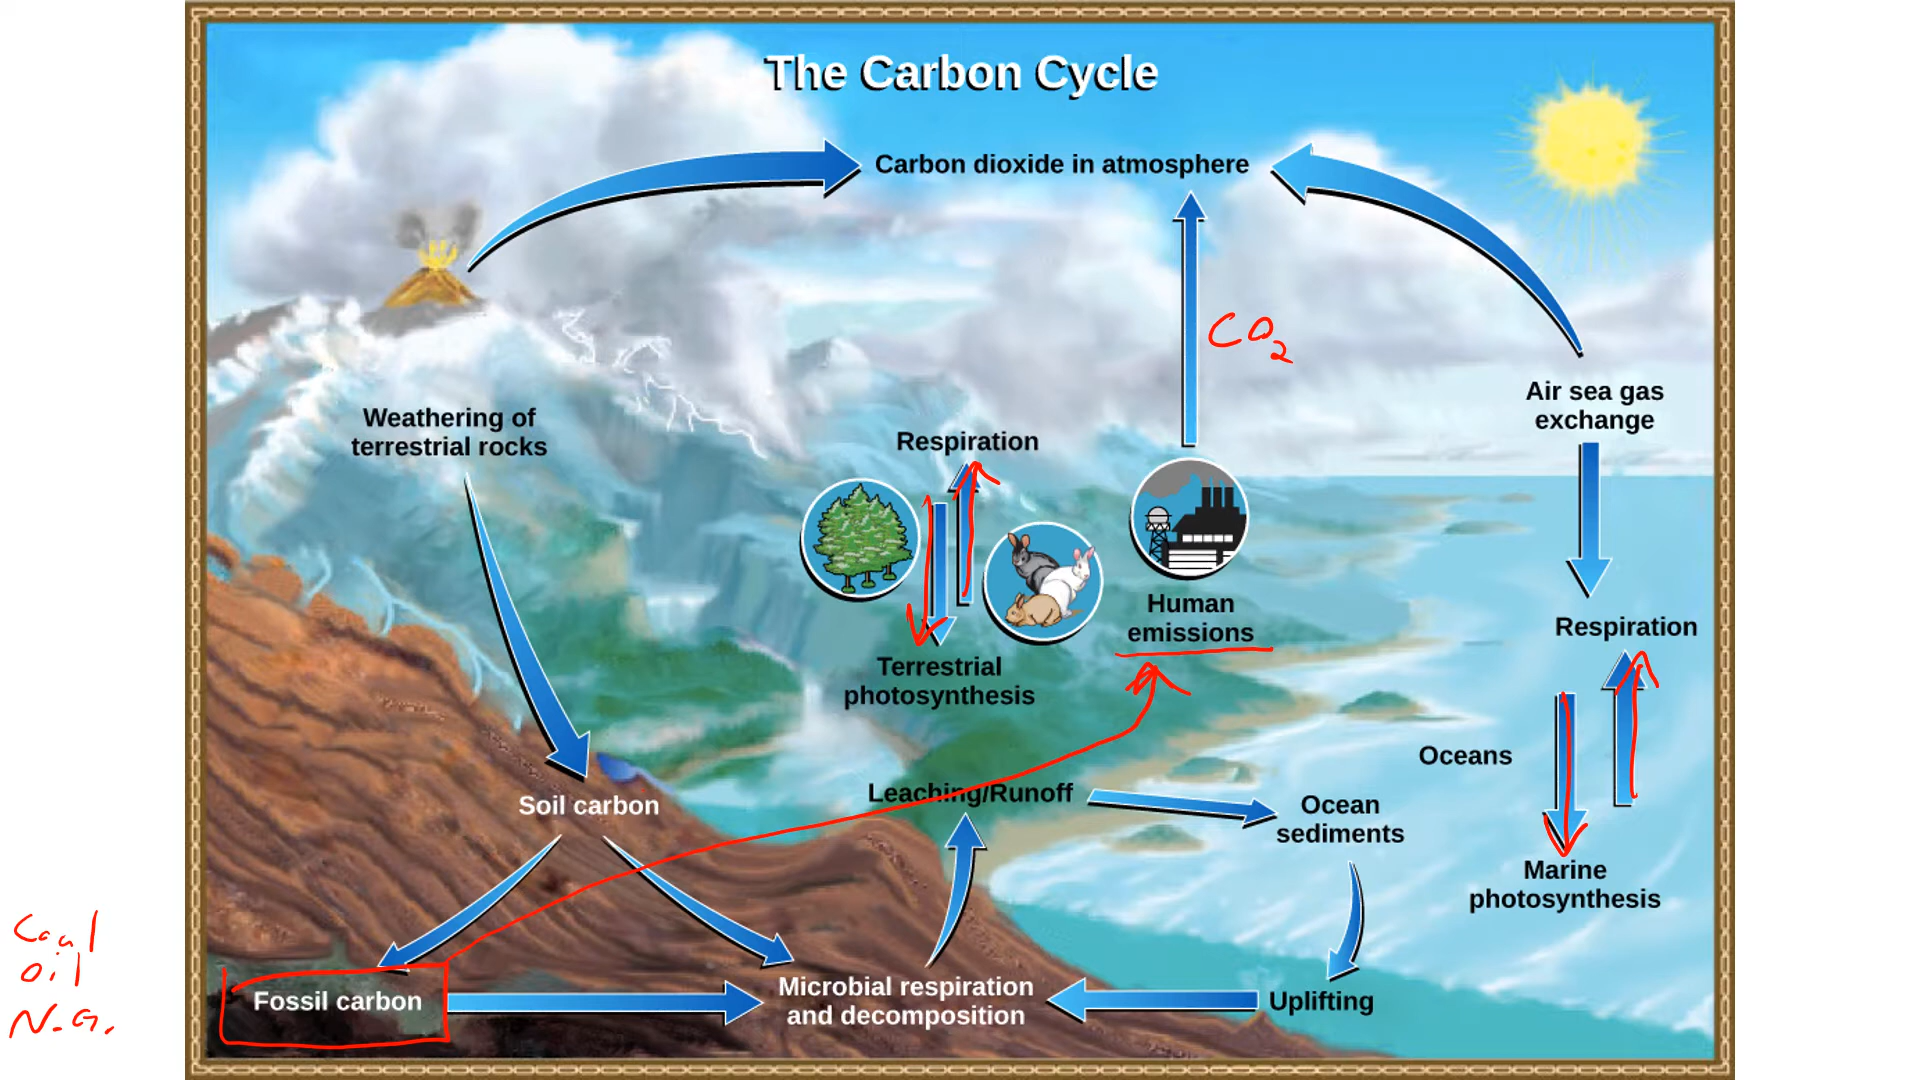 The Carbon Cycle
Carbon dioxide in atmosphere
CO2
Air sea gas
exchange
Weathering of
terrestrial rocks
Respiration
Human
emissions
Respiration
Terrestrial
photosynthesis
Oceans
Leaching/Runoff
Soil carbon
Ocean
sediments
Marine
photosynthesis
Coal
Oil
N.G.
Fossil carbon
Microbial respiration
and decomposition
Uplifting